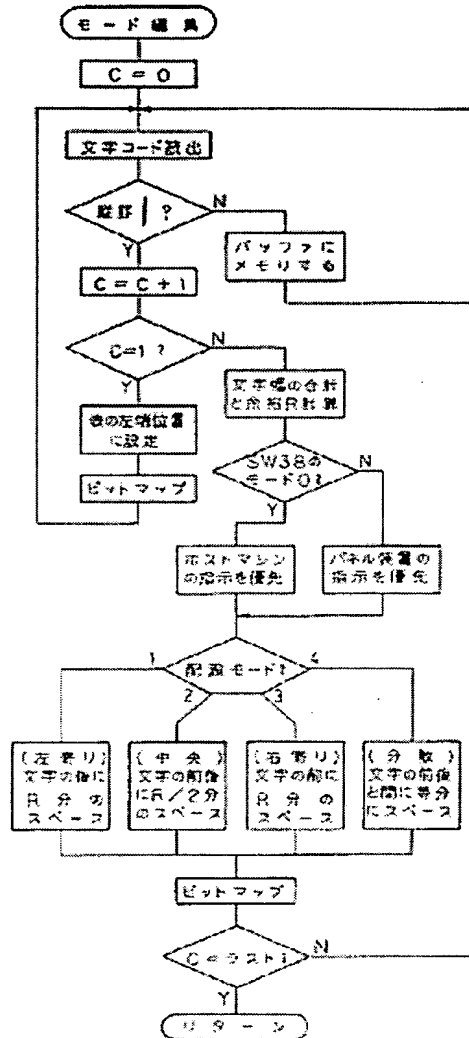 モード編集
C = 0
文字コード読出
縦罫 | ?
N
Y
バッファに
メモリする
C = C + 1
C=1 ?
N
Y
文字幅の合計
と余裕R計算
表の左端位置
に設定
ビットマップ
SW38の
モード0?
N
Y
ホストマシン
の指示を優先
パネル装置の
指示を優先
配置モード?
1
2
3
4
(左寄り)
文字の後に
R 分 の
スペース
(中央)
文字の前後
にR/2分
のスペース
(右寄り)
文字の前に
R 分 の
スペース
(分散)
文字の前後
と間に等分
にスペース
ビットマップ
C=ラスト?
N
Y
リターン